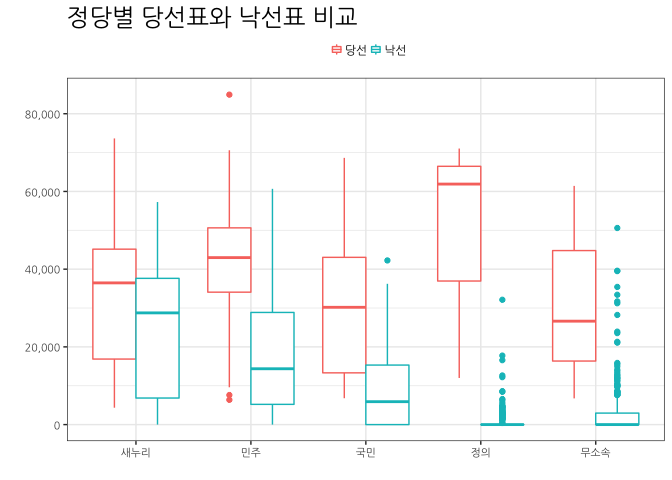 정당별 당선표와 낙선표 비교
당선 낙선
80,000
60,000
40,000
20,000
0
새누리 민주 국민 정의 무소속